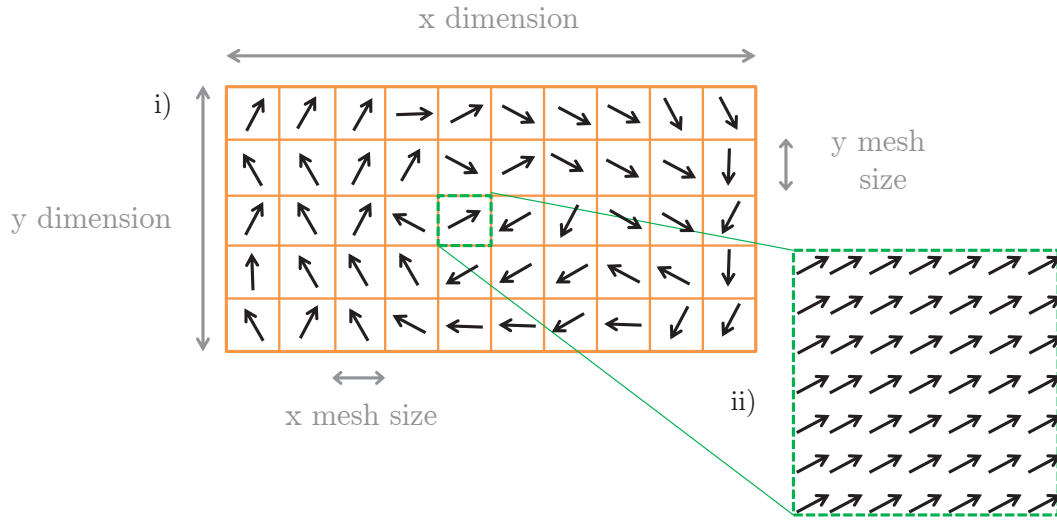 x dimension
i)
y mesh
size
y dimension
x mesh size
ii)